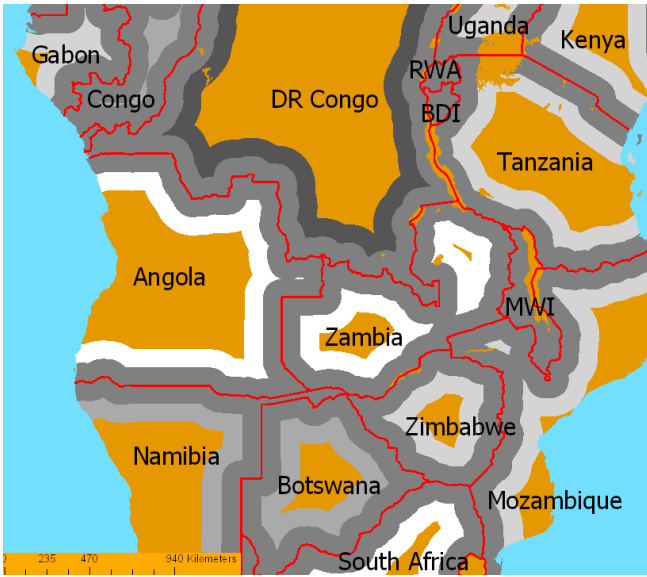 Uganda
Gabon
Kenya
RWA
Congo
DR Congo
BDI
Tanzania
Angola
MWI
Zambia
Zimbabwe
Namibia
Botswana
Mozambique
0 235 470 940 Kilometers
South Africa